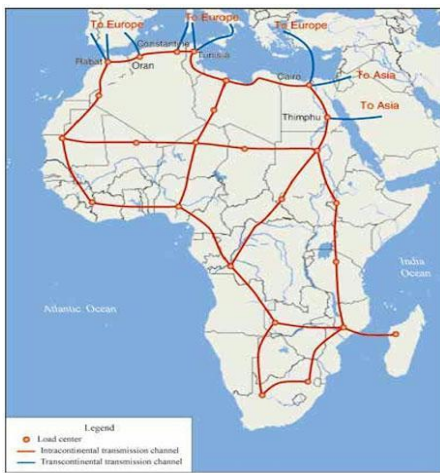 To Europe
To Europe
To Europe
Constantine
Tunisia
Rabat
Oran
Cairo
To Asia
To Asia
Thimphu
India
Ocean
Atlantic Ocean
Legend
Load center
Intracontinental transmission channel
Transcontinental transmission channel